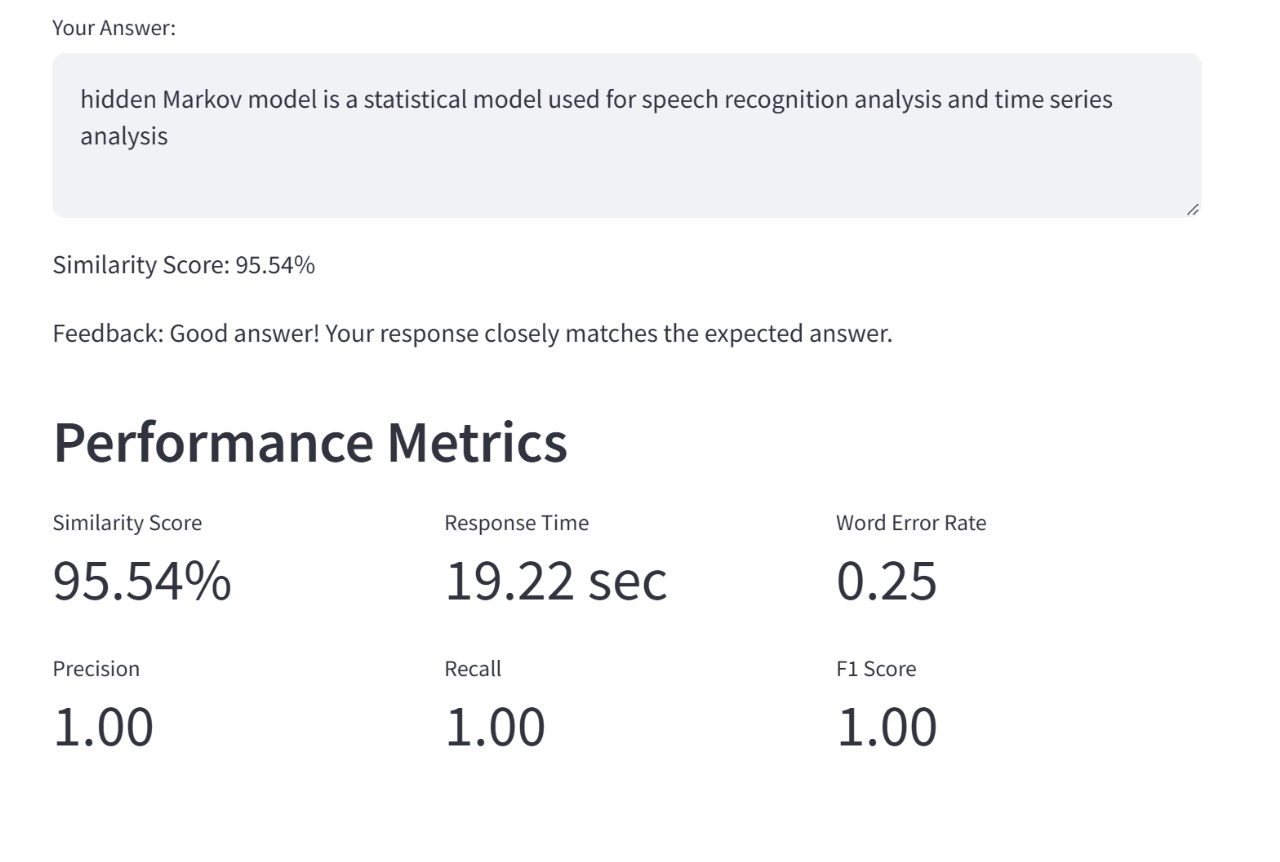 Your Answer:
hidden Markov model is a statistical model used for speech recognition analysis and time series
analysis
Similarity Score: 95.54%
Feedback: Good answer! Your response closely matches the expected answer.
Performance Metrics
Similarity Score
Response Time
Word Error Rate
95.54%
19.22 sec
0.25
Precision
Recall
F1 Score
1.00
1.00
1.00